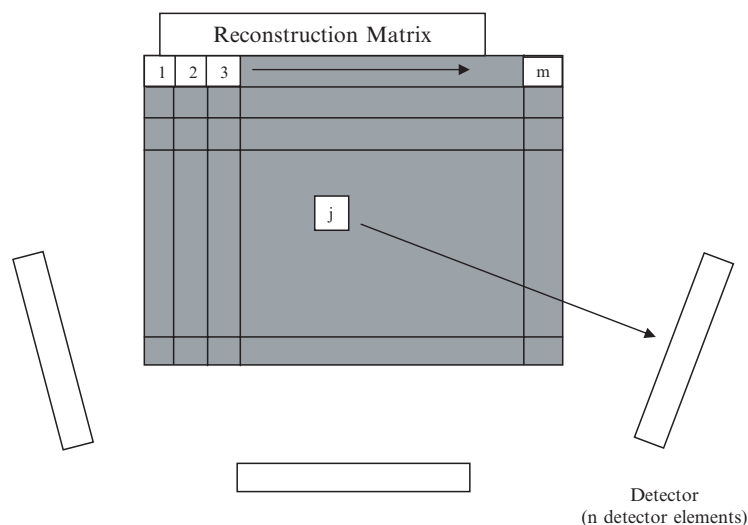 Reconstruction Matrix
1 2 3 m
j
Detector
(n detector elements)